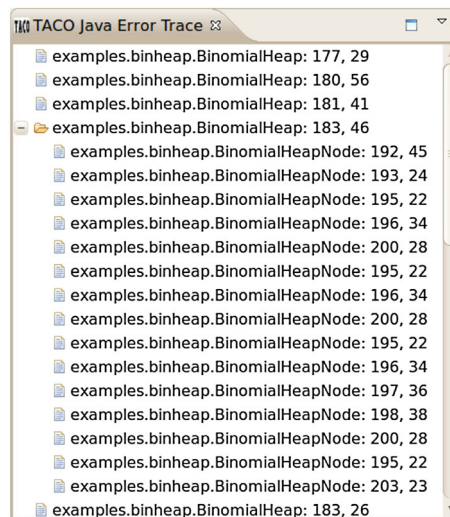 TACO TACO Java Error Trace
examples.binheap.BinomialHeap: 177, 29
examples.binheap.BinomialHeap: 180, 56
examples.binheap.BinomialHeap: 181, 41
examples.binheap.BinomialHeap: 183, 46
examples.binheap.BinomialHeapNode: 192, 45
examples.binheap.BinomialHeapNode: 193, 24
examples.binheap.BinomialHeapNode: 195, 22
examples.binheap.BinomialHeapNode: 196, 34
examples.binheap.BinomialHeapNode: 200, 28
examples.binheap.BinomialHeapNode: 195, 22
examples.binheap.BinomialHeapNode: 196, 34
examples.binheap.BinomialHeapNode: 200, 28
examples.binheap.BinomialHeapNode: 195, 22
examples.binheap.BinomialHeapNode: 196, 34
examples.binheap.BinomialHeapNode: 197, 36
examples.binheap.BinomialHeapNode: 198, 38
examples.binheap.BinomialHeapNode: 200, 28
examples.binheap.BinomialHeapNode: 195, 22
examples.binheap.BinomialHeapNode: 203, 23
examples.binheap.BinomialHeap: 183, 26